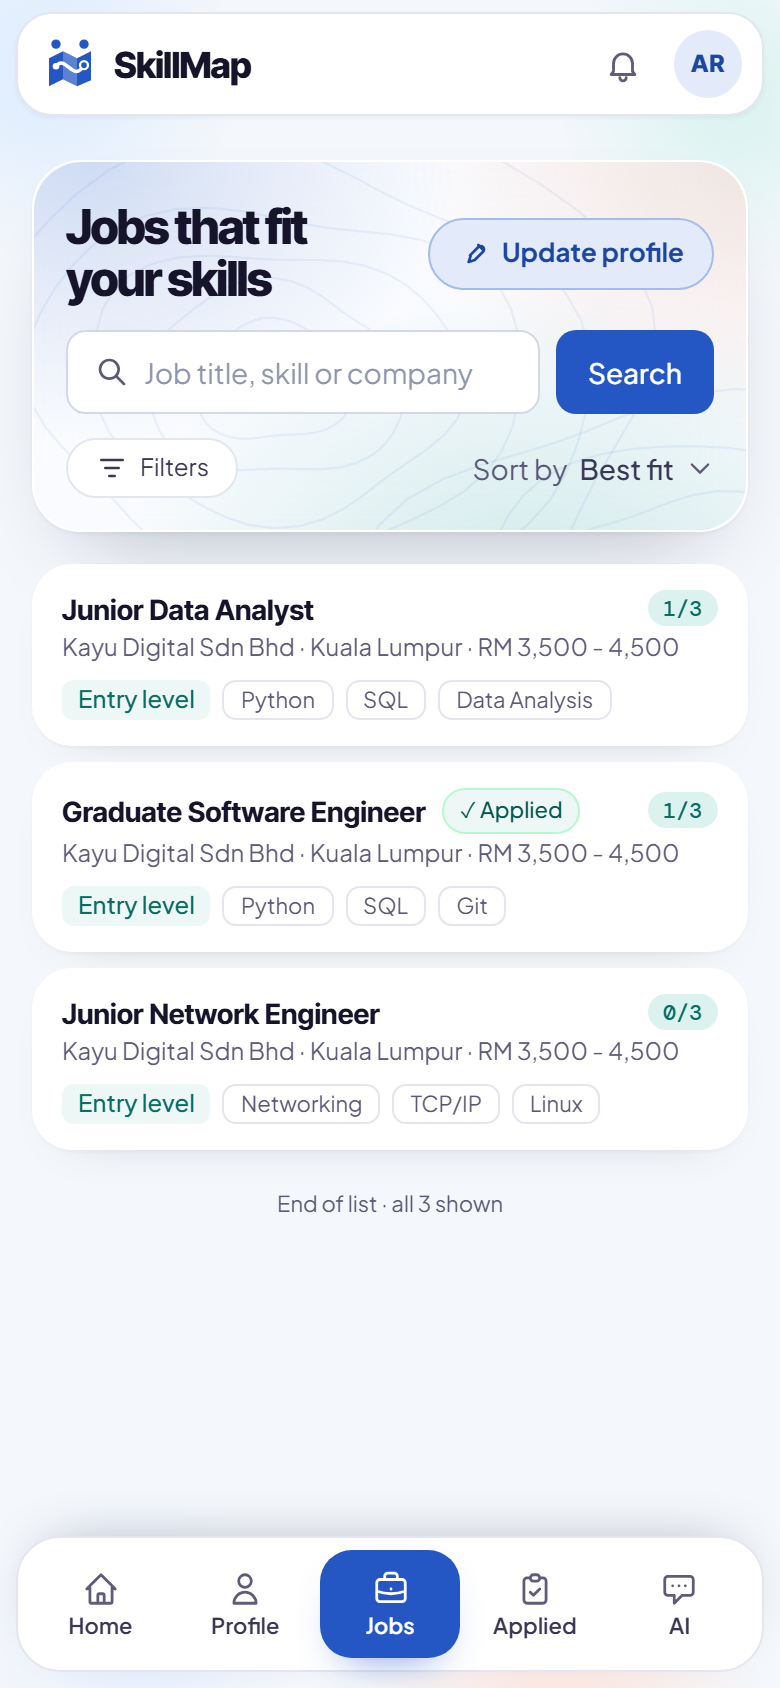 SkillMap
AR
Jobs that fit
your skills
Update profile
Job title, skill or company
Search
Filters
Sort by Best fit
Junior Data Analyst
1/3
Kayu Digital Sdn Bhd · Kuala Lumpur · RM 3,500 - 4,500
Entry level Python SQL Data Analysis
Graduate Software Engineer ✓ Applied 1/3
Kayu Digital Sdn Bhd · Kuala Lumpur · RM 3,500 - 4,500
Entry level Python SQL Git
Junior Network Engineer 0/3
Kayu Digital Sdn Bhd · Kuala Lumpur · RM 3,500 - 4,500
Entry level Networking TCP/IP Linux
End of list · all 3 shown
Home Profile Jobs Applied AI